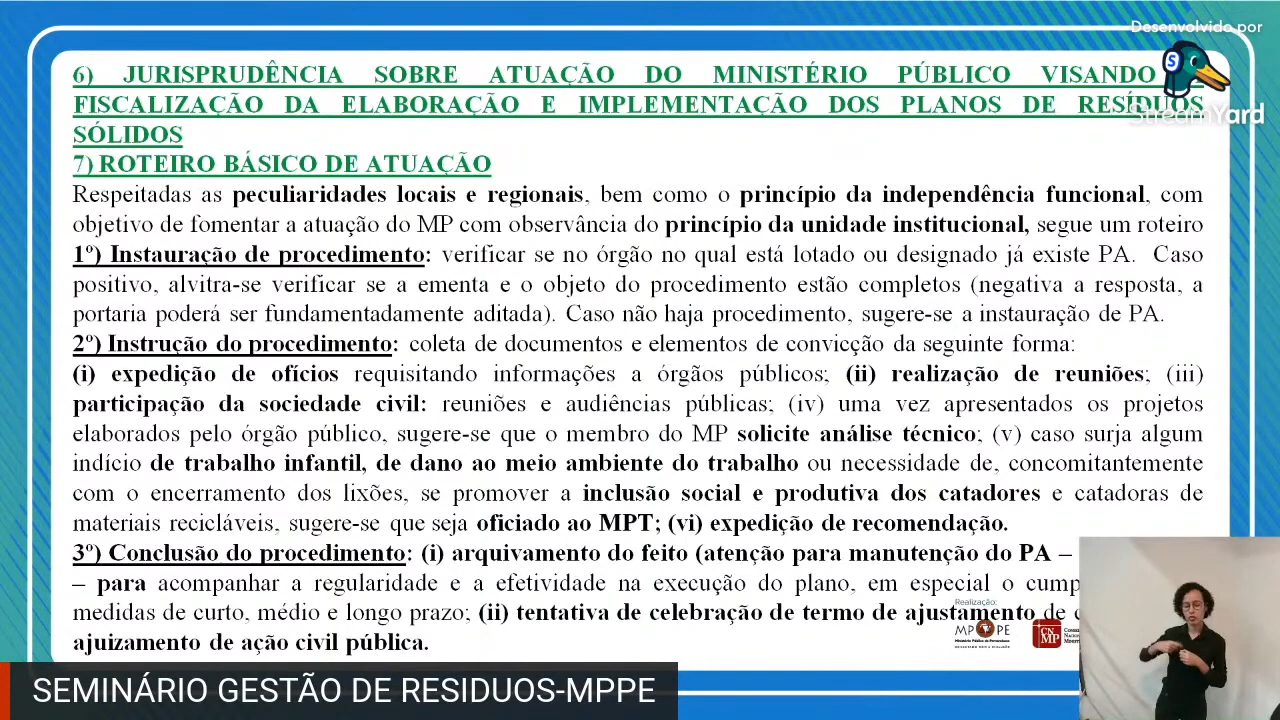 Desenvolvido por
StreamYard
6) JURISPRUDÊNCIA SOBRE ATUAÇÃO DO MINISTÉRIO PÚBLICO VISANDO
FISCALIZAÇÃO DA ELABORAÇÃO E IMPLEMENTAÇÃO DOS PLANOS DE RESÍDUOS
SÓLIDOS
7) ROTEIRO BÁSICO DE ATUAÇÃO
Respeitadas as peculiaridades locais e regionais, bem como o princípio da independência funcional, com
objetivo de fomentar a atuação do MP com observância do princípio da unidade institucional, segue um roteiro
1º) Instauração de procedimento: verificar se no órgão no qual está lotado ou designado já existe PA. Caso
positivo, alvitra-se verificar se a ementa e o objeto do procedimento estão completos (negativa a resposta, a
portaria poderá ser fundamentadamente aditada). Caso não haja procedimento, sugere-se a instauração de PA.
2º) Instrução do procedimento: coleta de documentos e elementos de convicção da seguinte forma:
(i) expedição de ofícios requisitando informações a órgãos públicos; (ii) realização de reuniões; (iii)
participação da sociedade civil: reuniões e audiências públicas; (iv) uma vez apresentados os projetos
elaborados pelo órgão público, sugere-se que o membro do MP solicite análise técnico; (v) caso surja algum
indício de trabalho infantil, de dano ao meio ambiente do trabalho ou necessidade de, concomitantemente
com o encerramento dos lixões, se promover a inclusão social e produtiva dos catadores e catadoras de
materiais recicláveis, sugere-se que seja oficiado ao MPT; (vi) expedição de recomendação.
3º) Conclusão do procedimento: (i) arquivamento do feito (atenção para manutenção do PA –
– para acompanhar a regularidade e a efetividade na execução do plano, em especial o cump
medidas de curto, médio e longo prazo; (ii) tentativa de celebração de termo de ajustamento de
ajuizamento de ação civil pública.
Realização:
MPPE
Ministério Público de Pernambuco
CNMP
SEMINÁRIO GESTÃO DE RESIDUOS-MPPE